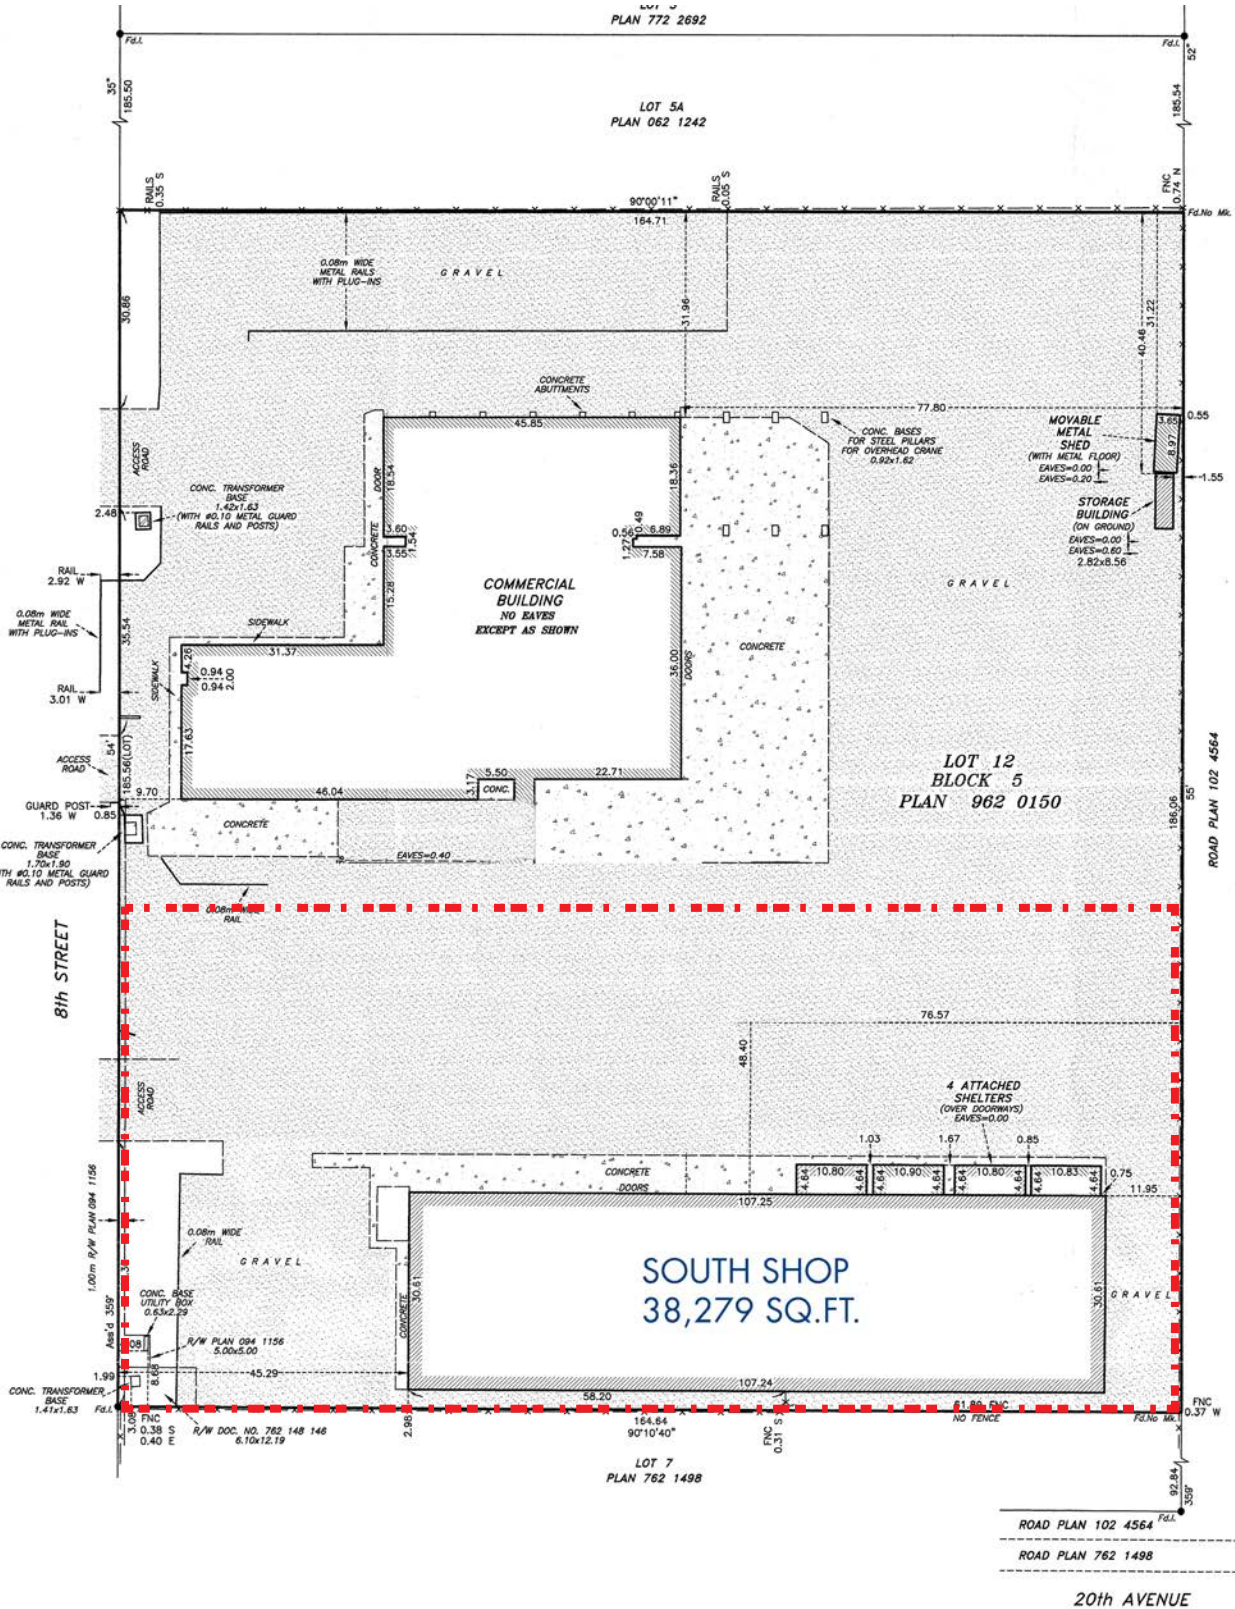 PLAN 772 2692
Fd.I.
Fd.I.
35"
185.50
52"
185.54
LOT 5A
PLAN 062 1242
RAILS
0.35 S
90°00'11"
164.71
RAILS
0.05 S
FNC
0.74 N
Fd.No Mk.
30.86
0.08m WIDE
METAL RAILS
WITH PLUG-INS
GRAVEL
31.96
40.46
31.22
CONCRETE
ABUTTMENTS
77.80
45.85
CONC. BASES
FOR STEEL PILLARS
FOR OVERHEAD CRANE
0.92x1.62
MOVABLE
METAL
SHED
(WITH METAL FLOOR)
EAVES=0.00
EAVES=0.20
3.65
8.97
0.55
1.55
STORAGE
BUILDING
(ON GROUND)
EAVES=0.00
EAVES=0.60
2.82x8.56
ACCESS
ROAD
CONC. TRANSFORMER
BASE
1.42x1.63
(WITH ø0.10 METAL GUARD
RAILS AND POSTS)
2.48
DOOR
18.54
18.36
CONCRETE
3.60
3.55
1.54
0.49
0.56
6.89
1.27
7.58
15.28
RAIL
2.92 W
0.08m WIDE
METAL RAIL
WITH PLUG-INS
35.54
COMMERCIAL
BUILDING
NO EAVES
EXCEPT AS SHOWN
GRAVEL
SIDEWALK
31.37
CONCRETE
36.00
DOORS
4.26
0.94
0.94
2.00
SIDEWALK
RAIL
3.01 W
17.63
54'
185.56(LOT)
ACCESS
ROAD
5.50
22.71
3.17
CONC.
LOT 12
BLOCK 5
PLAN 962 0150
55'
186.06
ROAD PLAN 102 4564
9.70
46.04
GUARD POST
1.36 W
0.85
CONCRETE
CONC. TRANSFORMER
BASE
1.70x1.90
ø0.10 METAL GUARD
RAILS AND POSTS)
EAVES=0.40
0.08m WIDE
RAIL
8th STREET
76.57
48.40
ACCESS
ROAD
4 ATTACHED
SHELTERS
(OVER DOORWAYS)
EAVES=0.00
1.03
1.67
0.85
CONCRETE
DOORS
10.80
10.90
10.80
10.83
0.75
4.64
4.64
4.64
4.64
4.64
4.64
4.64
11.95
107.25
1.00m R/W PLAN 094 1156
0.08m WIDE
RAIL
GRAVEL
SOUTH SHOP
38,279 SQ.FT.
30.61
30.61
GRAVEL
CONCRETE
CONC. BASE
UTILITY BOX
0.63x2.29
Ass'd 359°
R/W PLAN 094 1156
5.00x5.00
8.68
1.99
45.29
107.24
58.20
CONC. TRANSFORMER
BASE
1.41x1.63
Fd.I.
3.08
FNC
0.38 S
0.40 E
R/W DOC. NO. 762 148 146
6.10x12.19
2.98
164.64
90°10'40"
FNC
0.31 S
NO FENCE
Fd.No Mk.
FNC
0.37 W
LOT 7
PLAN 762 1498
92.84
359°
Fd.I.
ROAD PLAN 102 4564
ROAD PLAN 762 1498
20th AVENUE